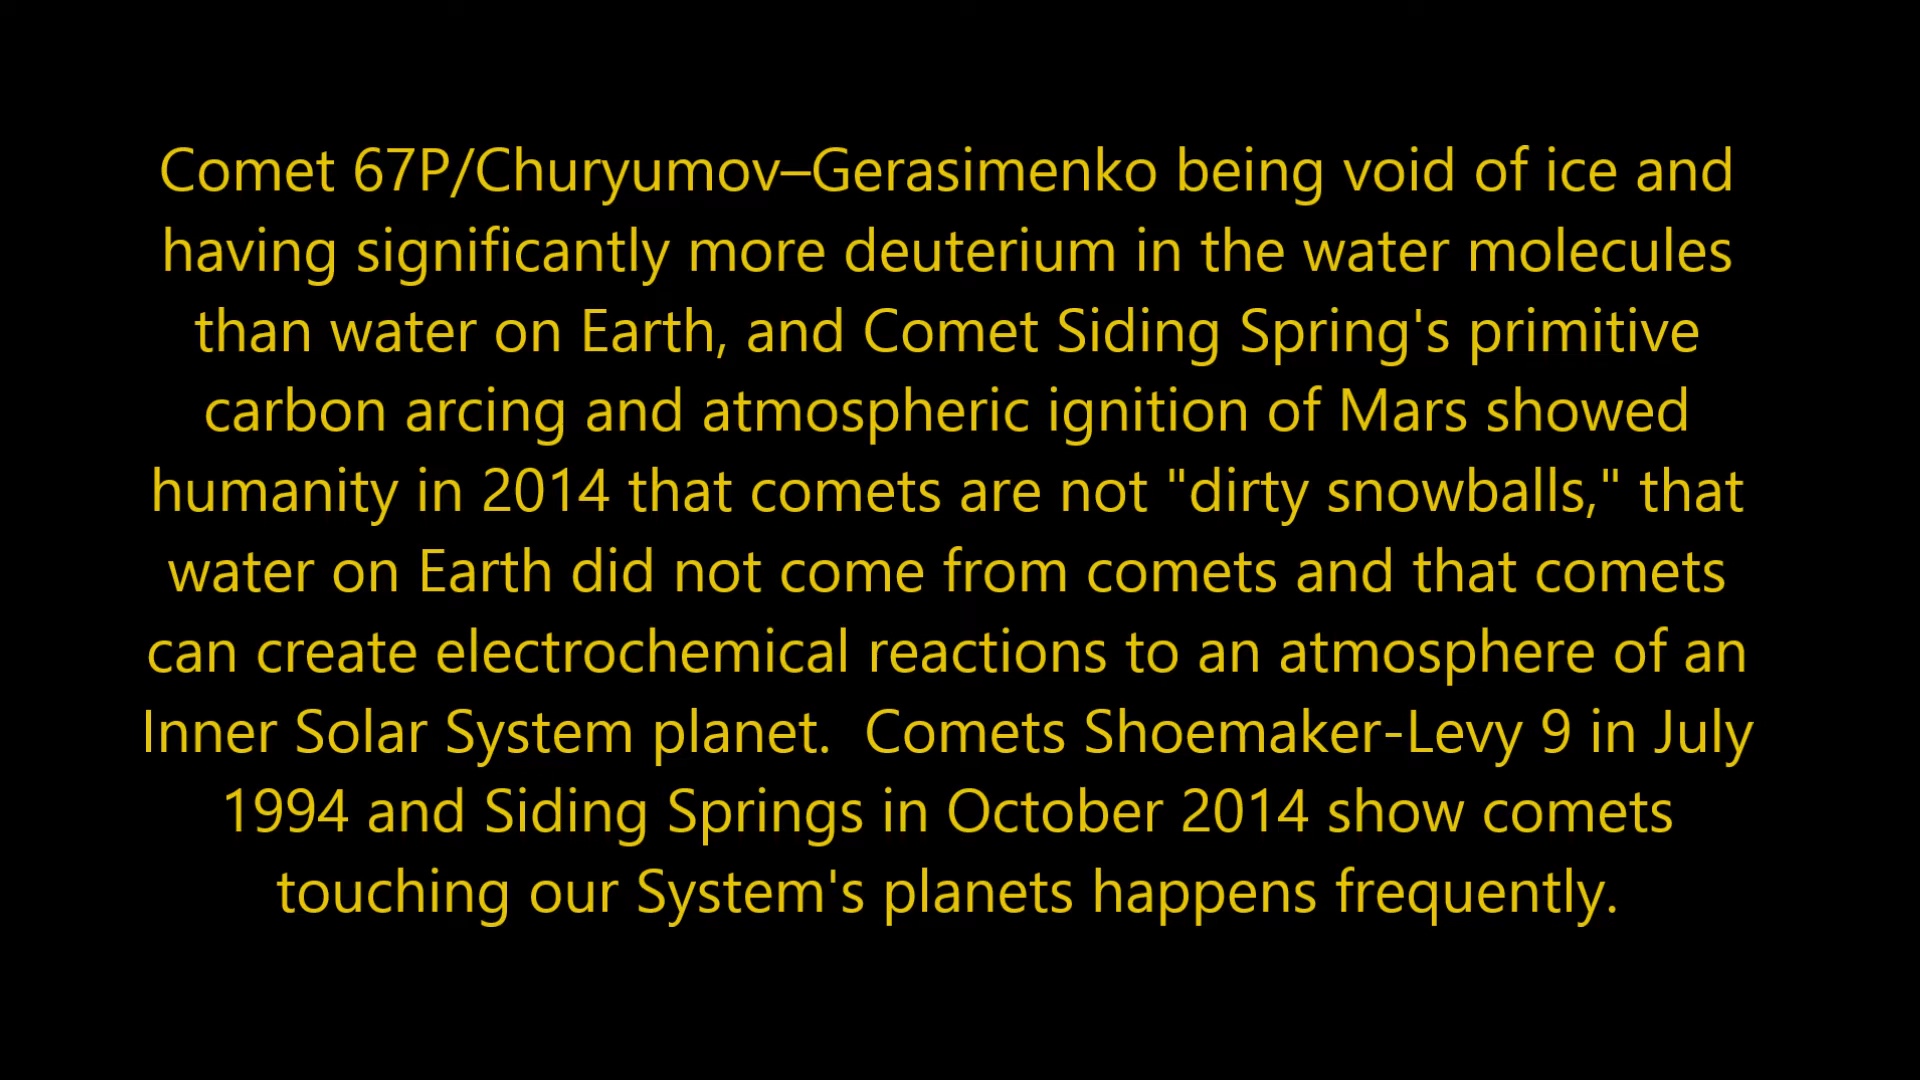 Comet 67P/Churyumov–Gerasimenko being void of ice and
having significantly more deuterium in the water molecules
than water on Earth, and Comet Siding Spring's primitive
carbon arcing and atmospheric ignition of Mars showed
humanity in 2014 that comets are not "dirty snowballs," that
water on Earth did not come from comets and that comets
can create electrochemical reactions to an atmosphere of an
Inner Solar System planet.  Comets Shoemaker-Levy 9 in July
1994 and Siding Springs in October 2014 show comets
touching our System's planets happens frequently.